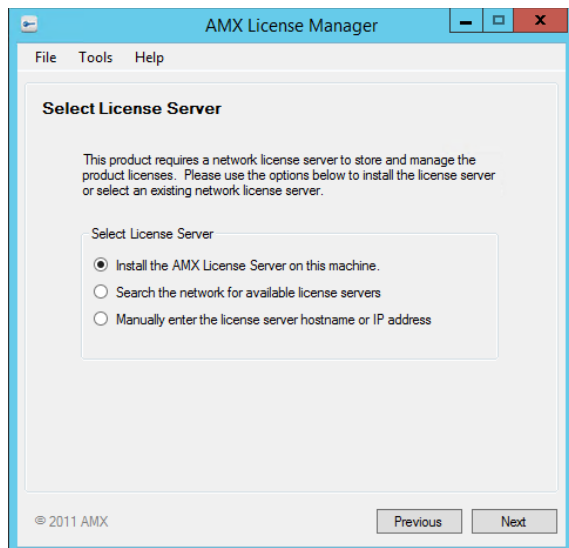 AMX License Manager
File Tools Help
Select License Server
This product requires a network license server to store and manage the
product licenses. Please use the options below to install the license server
or select an existing network license server.
Select License Server
Install the AMX License Server on this machine.
Search the network for available license servers
Manually enter the license server hostname or IP address
© 2011 AMX
Previous Next